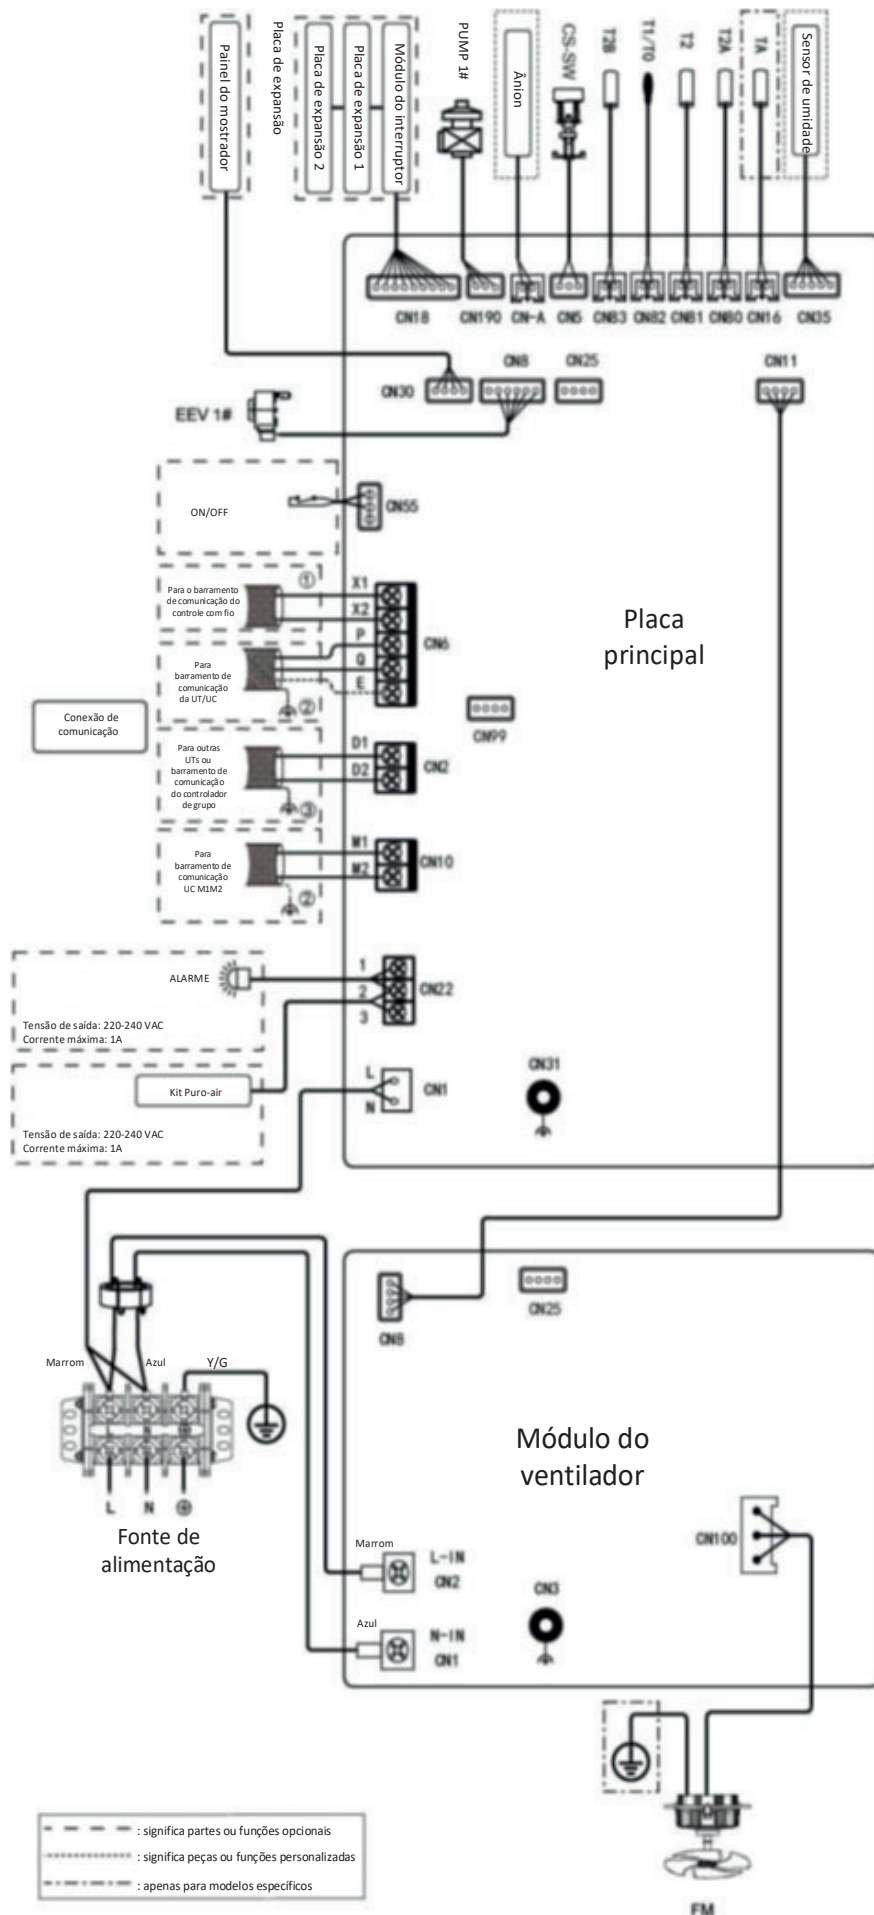 Painel do mostrador
Placa de expansão
Placa de expansão 2
Placa de expansão 1
Módulo do interruptor
PUMP 1#
Ânion
CS-SW
T2B
T1/T0
T2
T2A
TA
Sensor de umidade
CN18
CN190
CN-A
CN5
CN83
CN82
CN81
CN80
CN16
CN35
CN30
CN8
CN25
CN11
EEV 1#
ON/OFF
CN55
Para o barramento
de comunicação do
controle com fio
①
X1
X2
P
Q
E
CN6
Para
barramento de
comunicação
da UT/UC
②
Placa
principal
Conexão de
comunicação
CN99
Para outras
UTs ou
barramento de
comunicação
do controlador
de grupo
③
D1
D2
CN2
Para
barramento de
comunicação
UC M1M2
②
M1
M2
CN10
ALARME
1
2
3
CN22
Tensão de saída: 220-240 VAC
Corrente máxima: 1A
Kit Puro-air
L
N
CN1
CN31
Tensão de saída: 220-240 VAC
Corrente máxima: 1A
CN8
CN25
Marrom
Azul
Y/G
L
N
L N
Fonte de
alimentação
Módulo do
ventilador
Marrom
L-IN
CN2
Azul
N-IN
CN1
CN3
CN100
: significa partes ou funções opcionais
: significa peças ou funções personalizadas
: apenas para modelos específicos
FM